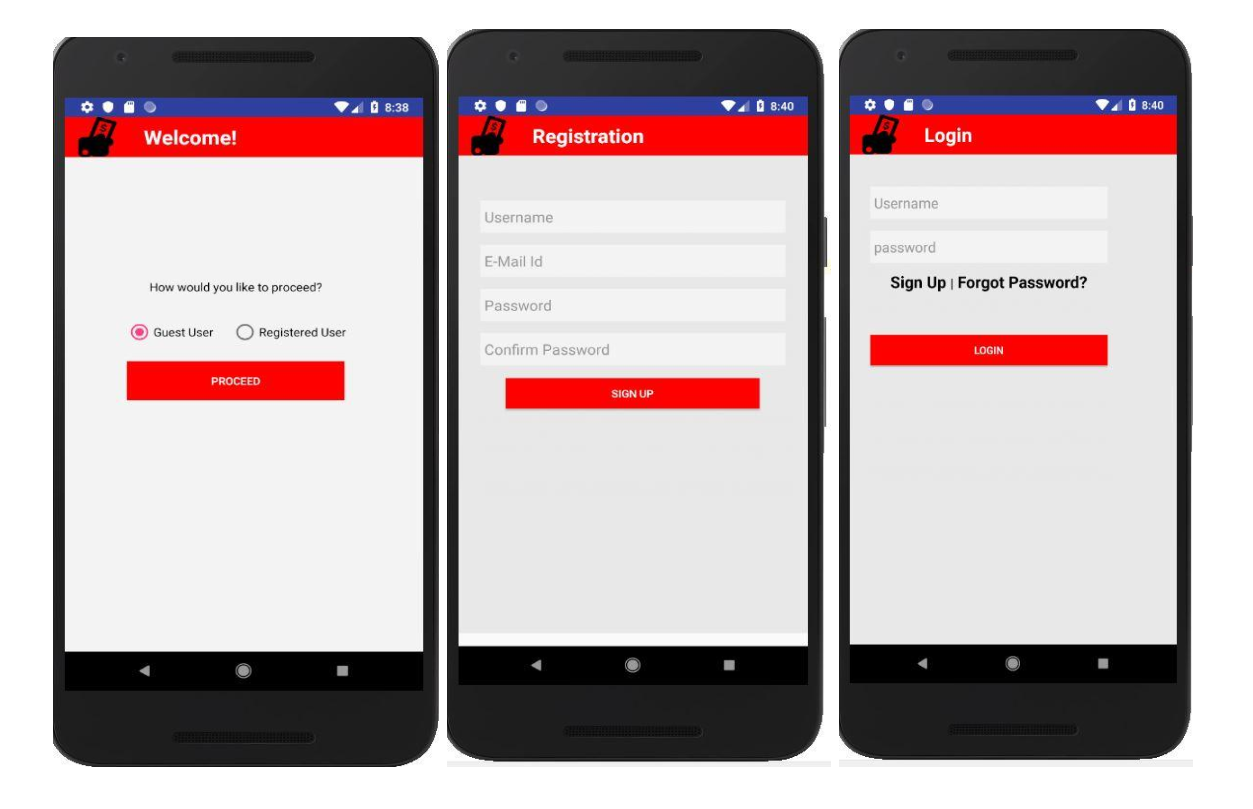 8:38
Welcome!
How would you like to proceed?
Guest User Registered User
PROCEED
8:40
Registration
Username
E-Mail Id
Password
Confirm Password
SIGN UP
8:40
Login
Username
password
Sign Up | Forgot Password?
LOGIN